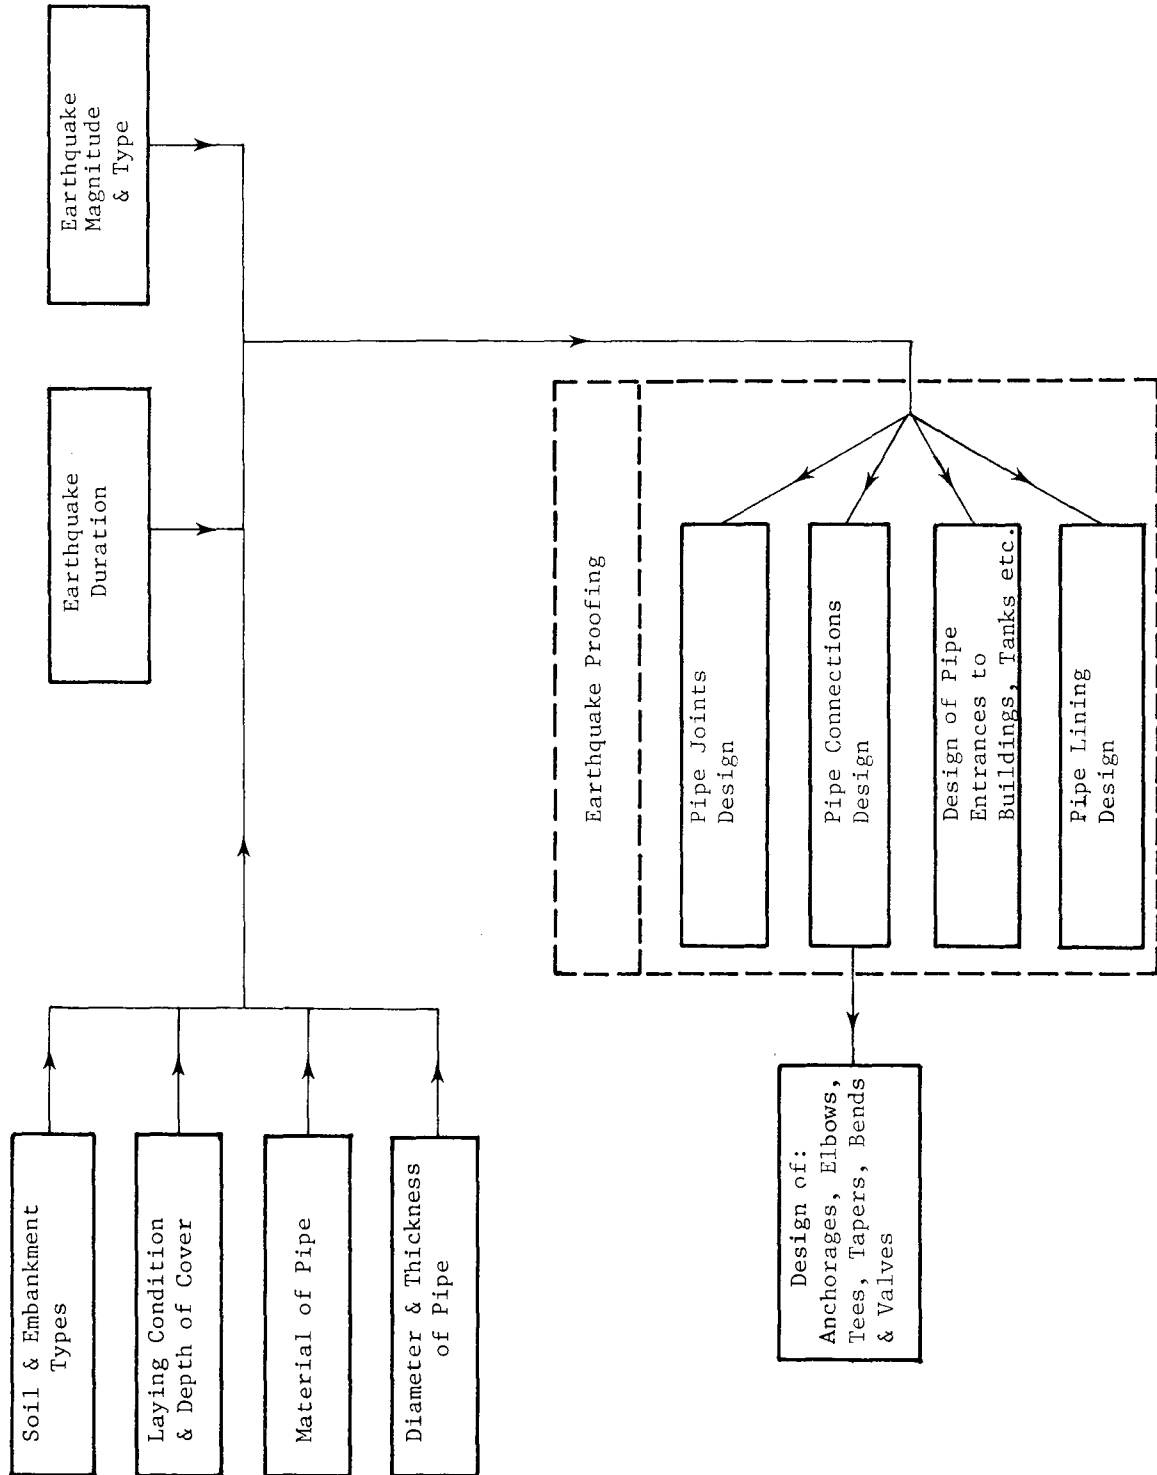 Soil & Embankment
Types
Laying Condition
& Depth of Cover
Material of Pipe
Diameter & Thickness
of Pipe
Earthquake
Duration
Earthquake
Magnitude
& Type
Earthquake Proofing
Pipe Joints
Design
Pipe Connections
Design
Design of Pipe
Entrances to
Buildings, Tanks etc.
Pipe Lining
Design
Design of:
Anchorages, Elbows,
Tees, Tapers, Bends
& Valves